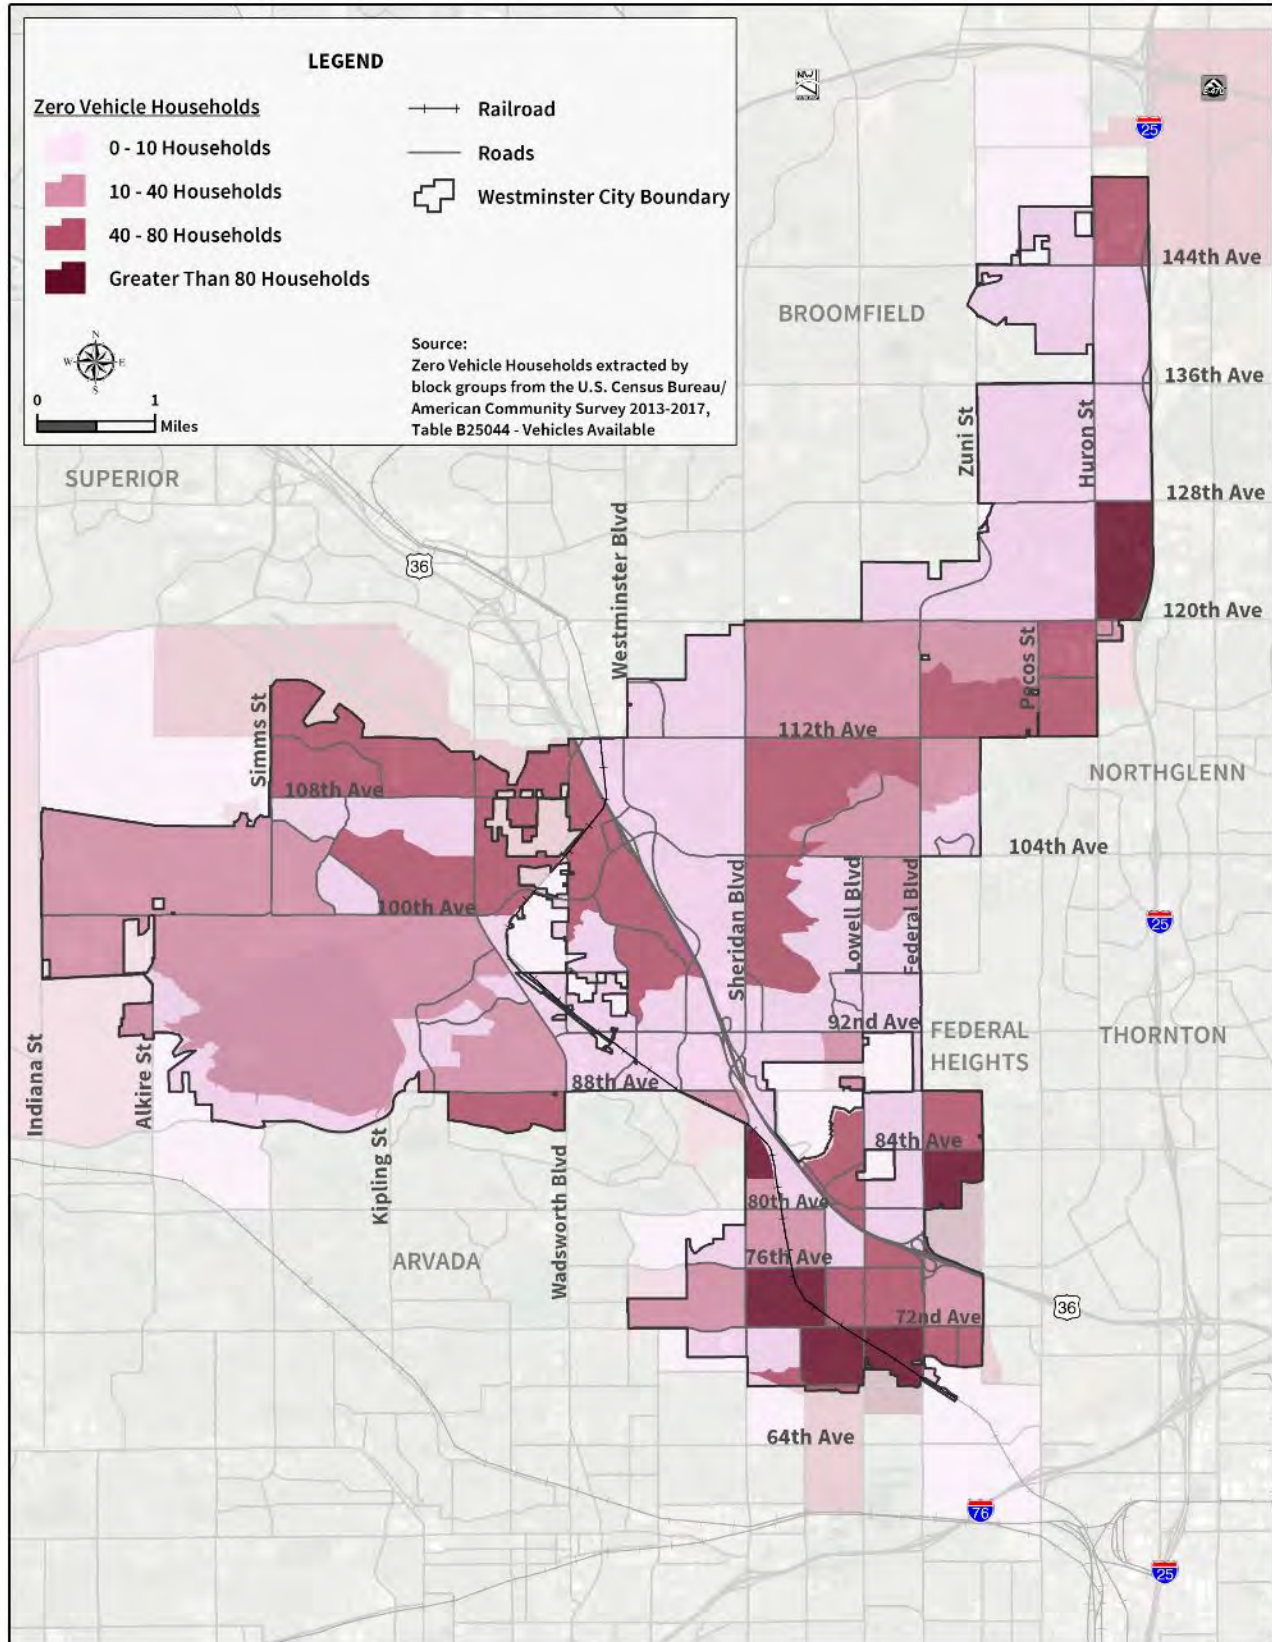 LEGEND
Zero Vehicle Households
0 - 10 Households
10 - 40 Households
40 - 80 Households
Greater Than 80 Households
Railroad
Roads
Westminster City Boundary
N
W
E
S
0
1
Miles
Source:
Zero Vehicle Households extracted by
block groups from the U.S. Census Bureau/
American Community Survey 2013-2017,
Table B25044 - Vehicles Available
NW
E-470
25
144th Ave
BROOMFIELD
136th Ave
Zuni St
Huron St
SUPERIOR
128th Ave
36
Westminster Blvd
120th Ave
Pecos St
Simms St
112th Ave
108th Ave
NORTHGLENN
104th Ave
Sheridan Blvd
Lowell Blvd
Federal Blvd
100th Ave
25
92nd Ave
FEDERAL
HEIGHTS
THORNTON
Indiana St
Alkire St
88th Ave
Kipling St
Wadsworth Blvd
84th Ave
80th Ave
76th Ave
ARVADA
36
72nd Ave
64th Ave
76
25